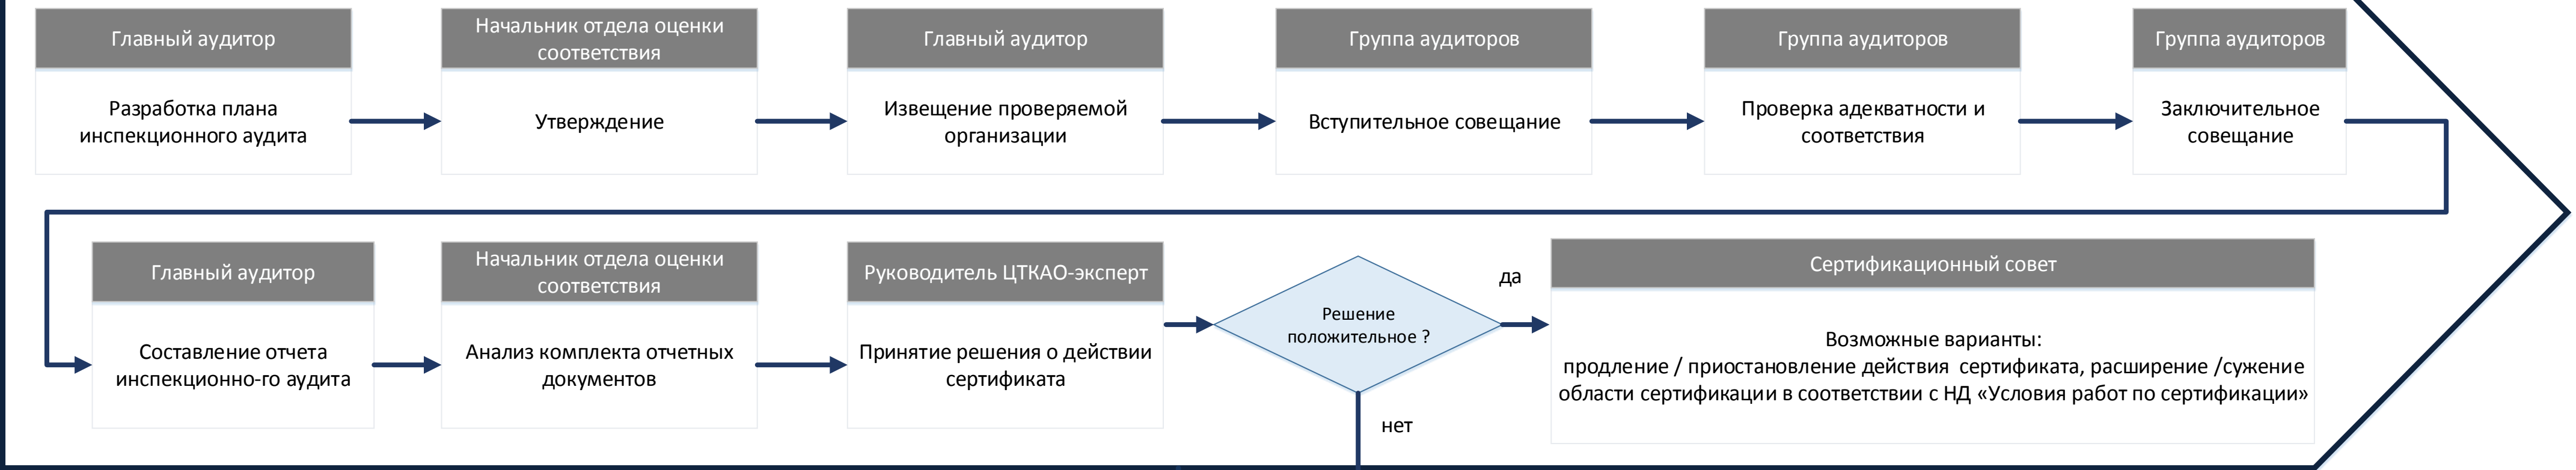 Главный аудитор
Разработка плана
инспекционного аудита
Начальник отдела оценки
соответствия
Утверждение
Главный аудитор
Извещение проверяемой
организации
Группа аудиторов
Вступительное совещание
Группа аудиторов
Проверка адекватности и
соответствия
Группа аудиторов
Заключительное
совещание
Главный аудитор
Составление отчета
инспекционно-го аудита
Начальник отдела оценки
соответствия
Анализ комплекта отчетных
документов
Руководитель ЦТКАО-эксперт
Принятие решения о действии
сертификата
Решение
положительное ?
да
нет
Сертификационный совет
Возможные варианты:
продление / приостановление действия  сертификата, расширение /сужение
области сертификации в соответствии с НД «Условия работ по сертификации»